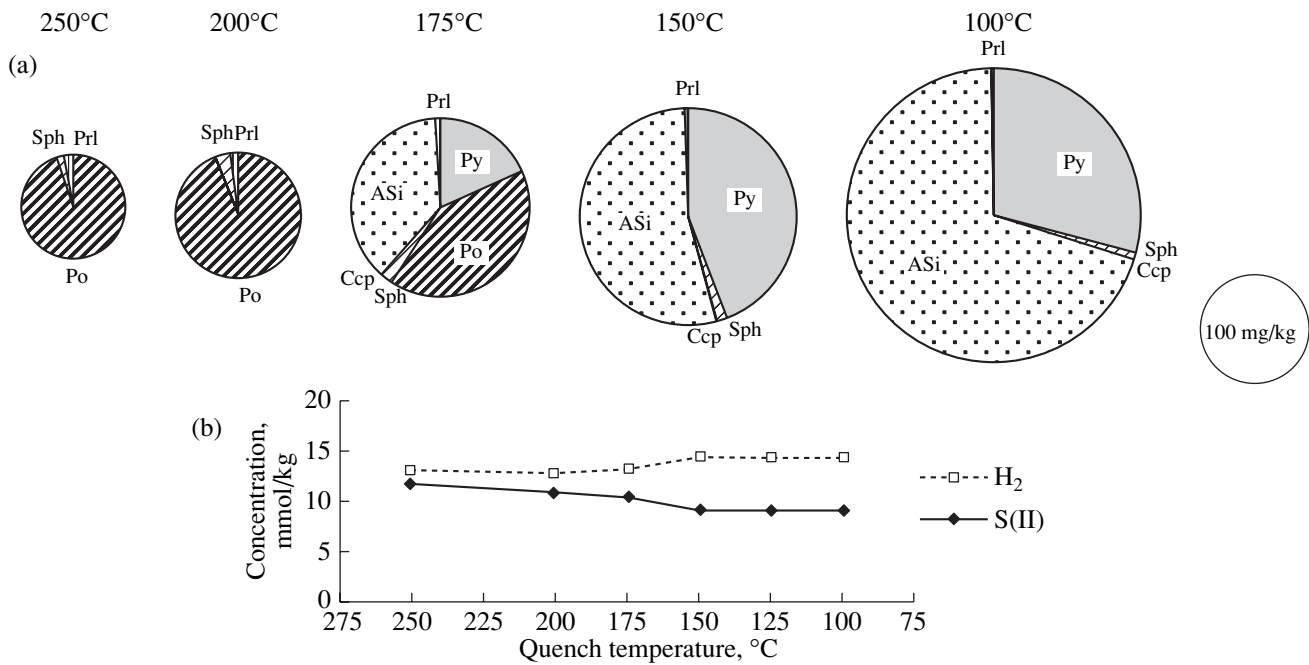 250°C 200°C 175°C 150°C 100°C
(a)
Prl
Prl
Prl
Sph Prl
SphPrl
Py
Py
Py
ASi
ASi
Po
ASi
Sph
Ccp
Ccp
Sph
Po
Po
Ccp
Sph
100 mg/kg
(b)
Concentration,
mmol/kg
20
15
10
5
0
H2
S(II)
275 250 225 200 175 150 125 100 75
Quench temperature, °C